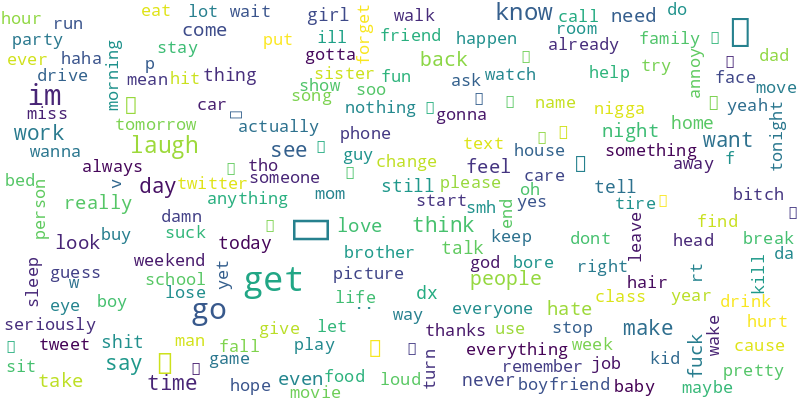 hour
run
eat
lot
wait
girl
walk
forget
know
call
need
do
room
party
come
put
ill
friend
happen
already
family
ever
haha
morning
p
gotta
back
annoy
dad
drive
mean
hit
thing
sister
fun
ask
watch
help
try
face
move
im
show
song
soo
miss
car
nothing
gonna
name
nigga
yeah
work
tomorrow
actually
phone
text
night
home
tonight
wanna
laugh
see
guy
change
house
something
want
always
tho
feel
away
f
bed
>
day
twitter
someone
still
please
care
oh
tell
bitch
person
really
anything
mom
start
smh
end
yes
tire
damn
da
look
buy
suck
today
love
think
keep
dont
leave
head
find
break
weekend
brother
talk
god
bore
right
da
sleep
guess
w
school
yet
get
picture
people
hair
rt
kill
eye
boy
lose
life
..
dx
everyone
hate
class
year
drink
seriously
go
way
thanks
use
stop
make
hurt
tweet
shit
man
give
let
fall
play
everything
week
fuck
wake
cause
sit
say
game
turn
remember
job
kid
pretty
take
time
hope
even
food
loud
never
boyfriend
baby
maybe
movie